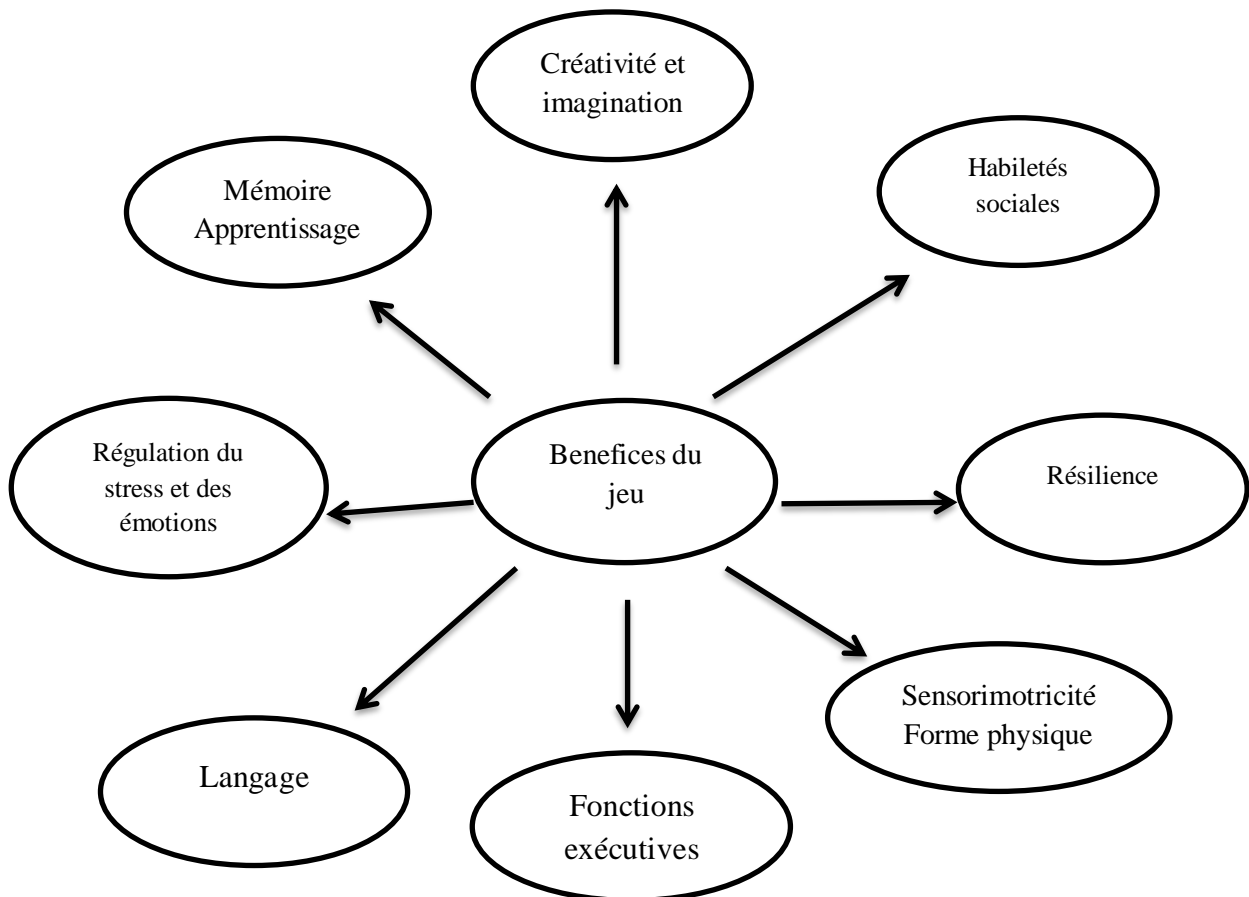 Créativité et
imagination
Habiletés
sociales
Mémoire
Apprentissage
Benefices du
jeu
Régulation du
stress et des
émotions
Résilience
Sensorimotricité
Forme physique
Langage
Fonctions
exécutives